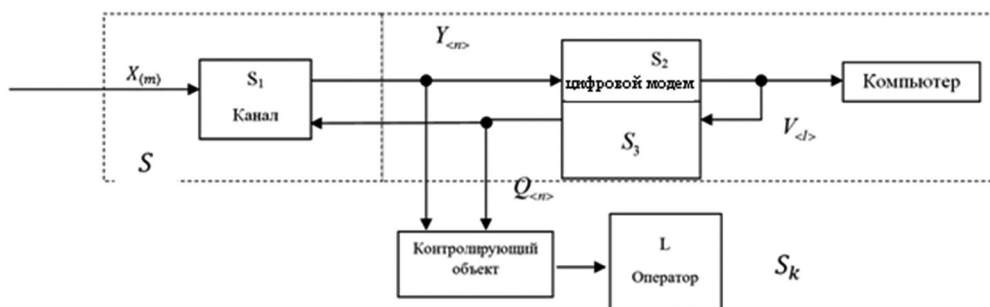 Y<n>
X(m)
S₁
Канал
S₂
цифровой модем
Компьютер
V<l>
S₃
S
Q<n>
Контролирующий
объект
L
Оператор
Sₖ